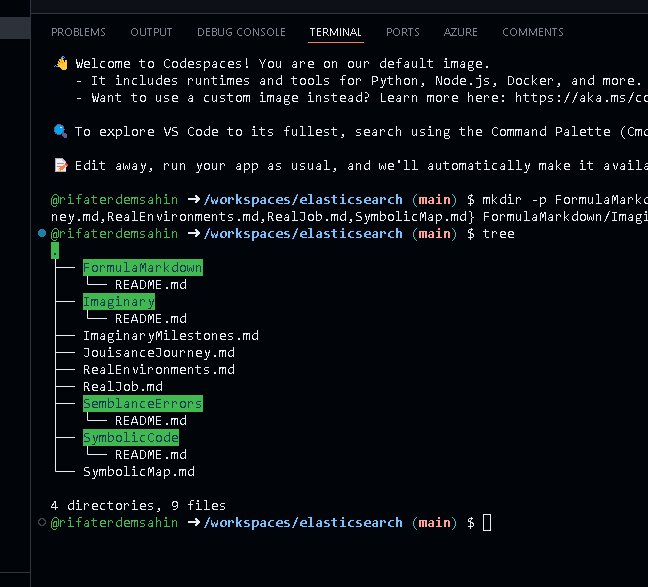 PROBLEMS OUTPUT DEBUG CONSOLE TERMINAL PORTS AZURE COMMENTS
👋 Welcome to Codespaces! You are on our default image.
- It includes runtimes and tools for Python, Node.js, Docker, and more.
- Want to use a custom image instead? Learn more here: https://aka.ms/co
🔍 To explore VS Code to its fullest, search using the Command Palette (Cmd
📝 Edit away, run your app as usual, and we'll automatically make it availa
@rifaterdemsahin ➜ /workspaces/elasticsearch (main) $ mkdir -p FormulaMarkd
ney.md,RealEnvironments.md,RealJob.md,SymbolicMap.md} FormulaMarkdown/Imagi
@rifaterdemsahin ➜ /workspaces/elasticsearch (main) $ tree
.
├── FormulaMarkdown
│   └── README.md
├── Imaginary
│   └── README.md
├── ImaginaryMilestones.md
├── JouisanceJourney.md
├── RealEnvironments.md
├── RealJob.md
├── SemblanceErrors
│   └── README.md
├── SymbolicCode
│   └── README.md
└── SymbolicMap.md
4 directories, 9 files
@rifaterdemsahin ➜ /workspaces/elasticsearch (main) $